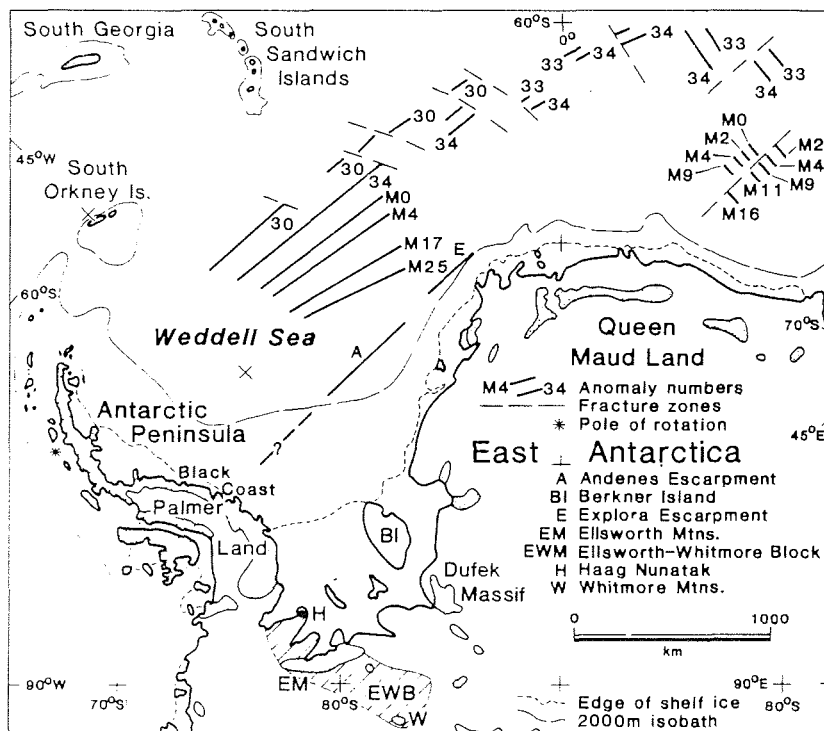 South Georgia
South
Sandwich
Islands
60°S
0°
34
34
33
33
34
33
34
33
34
30
30
34
30
34
30
45°W
South
Orkney Is.
M0
M4
M17
M25
E
M0
M2
M4
M9
M2
M4
M9
M11
M16
60°S
Weddell Sea
A
?
70°S
Queen
Maud Land
M4 34 Anomaly numbers
Fracture zones
* Pole of rotation
45°E
Antarctic
Peninsula
Black
Coast
Palmer
Land
East Antarctica
A Andenes Escarpment
BI Berkner Island
E Explora Escarpment
EM Ellsworth Mtns.
EWM Ellsworth-Whitmore Block
H Haag Nunatak
W Whitmore Mtns.
BI
Dufek
Massif
H
0 1000
km
EM
EWB
W
90°W
70°S
80°S
90°E
80°S
Edge of shelf ice
2000m isobath